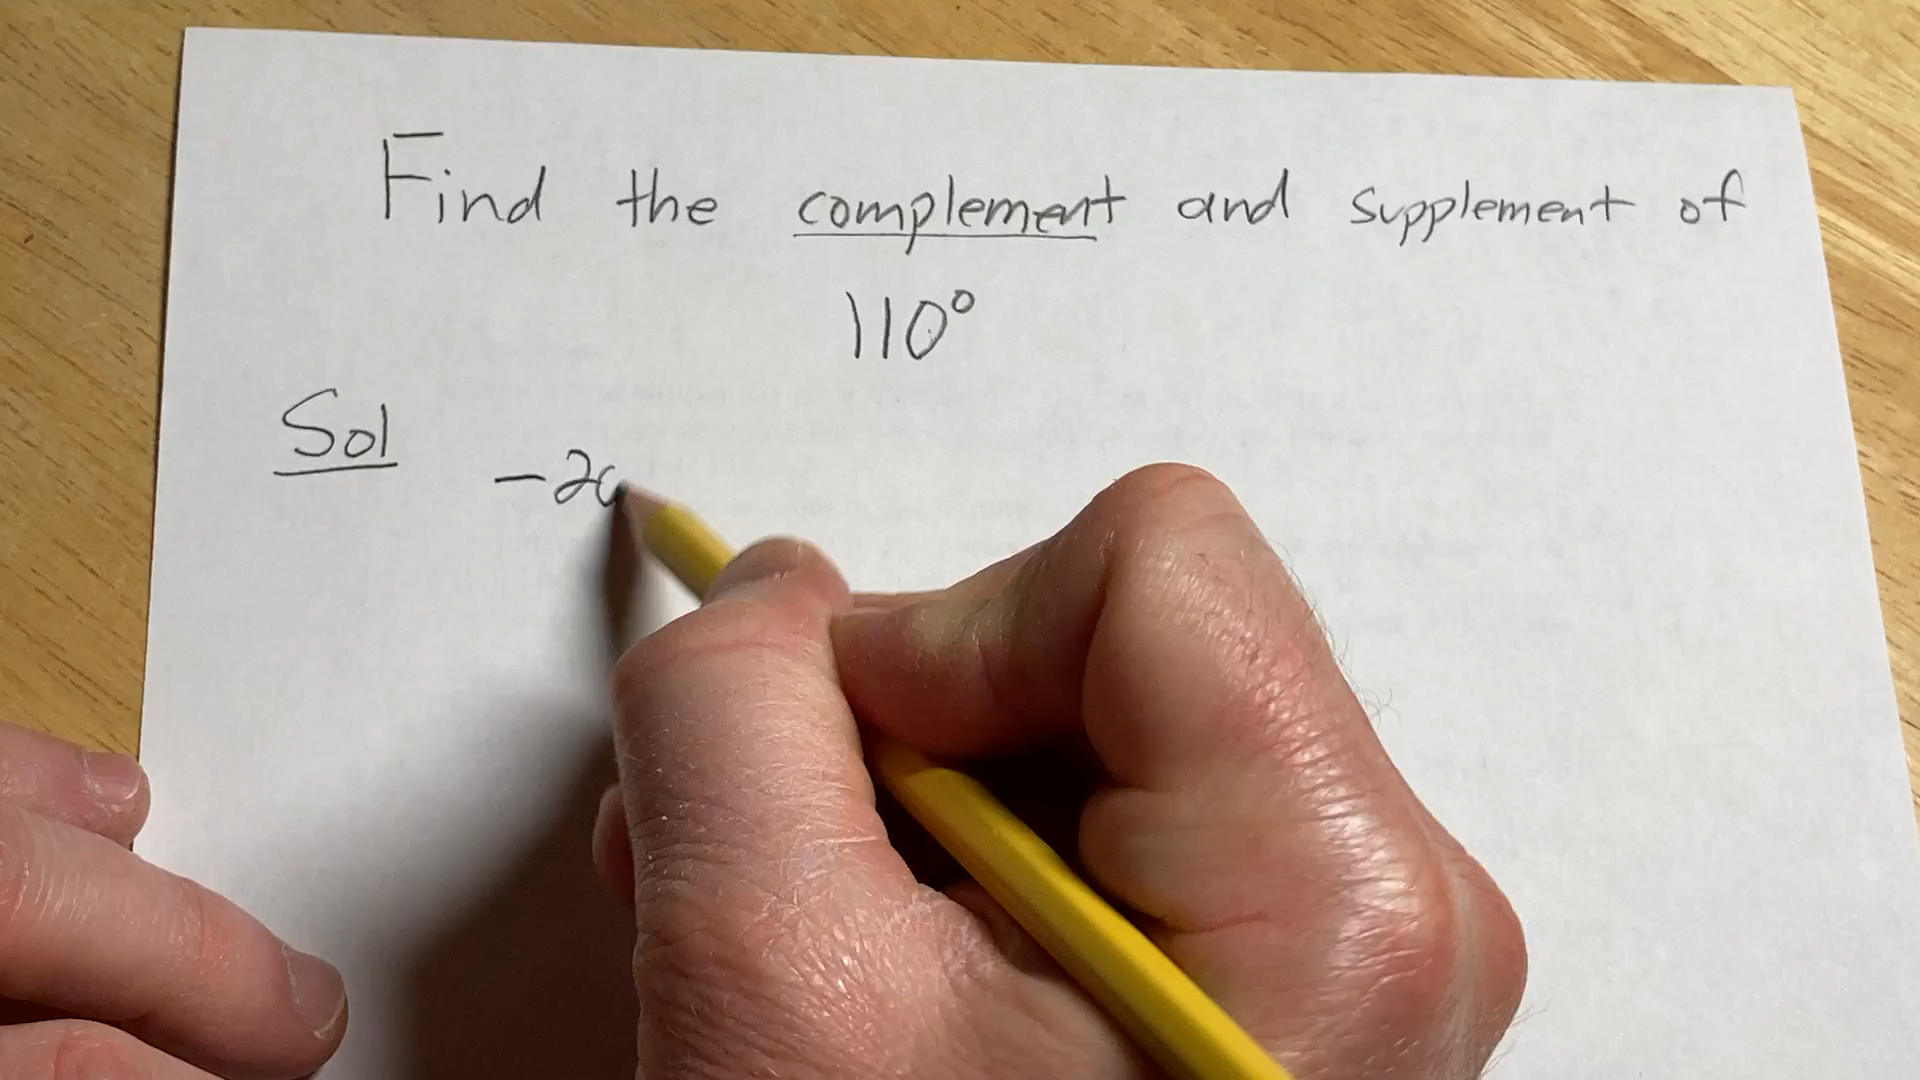 Find the complement and supplement of
110°
Sol
-20